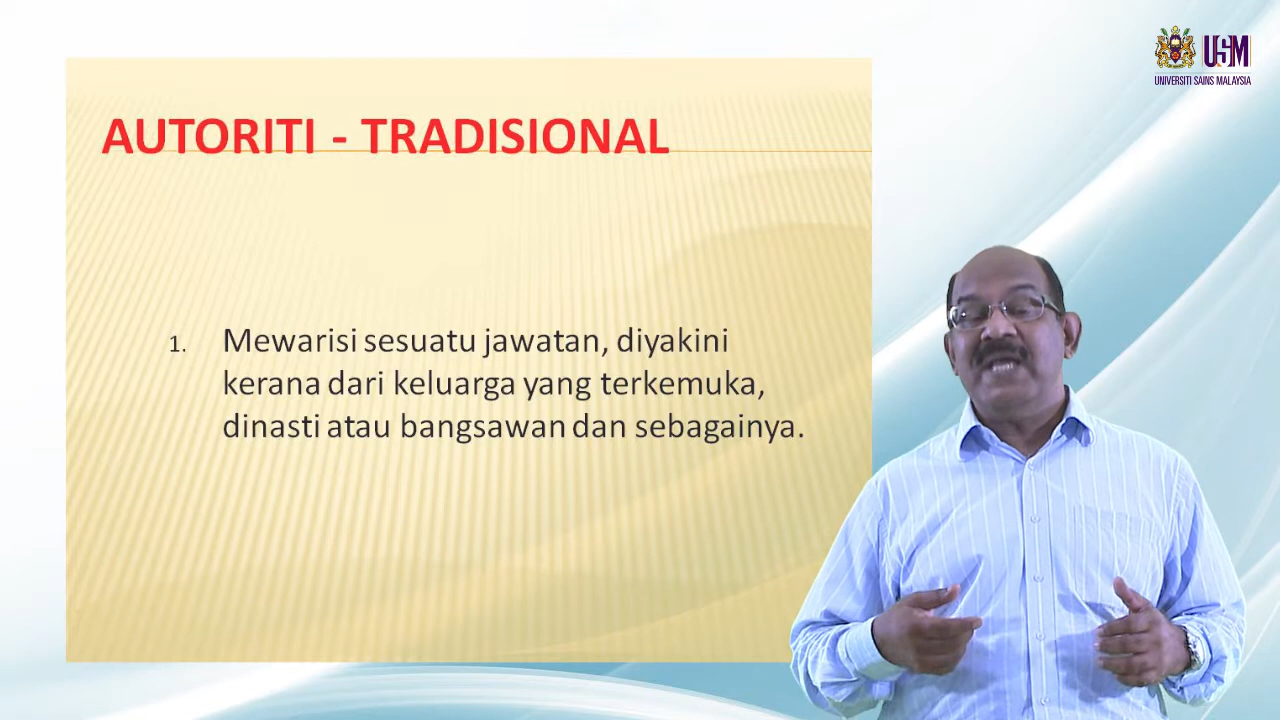 USM
UNIVERSITI SAINS MALAYSIA
AUTORITI - TRADISIONAL
1. Mewarisi sesuatu jawatan, diyakini
kerana dari keluarga yang terkemuka,
dinasti atau bangsawan dan sebagainya.